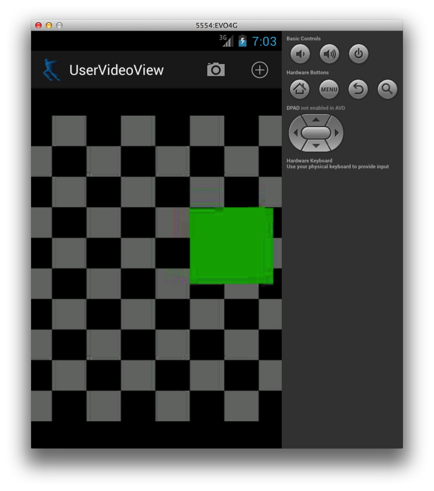 5554:EVO4G
3G 7:03
UserVideoView
Basic Controls
Hardware Buttons
MENU
DPAD not enabled in AVD
Hardware Keyboard
Use your physical keyboard to provide input